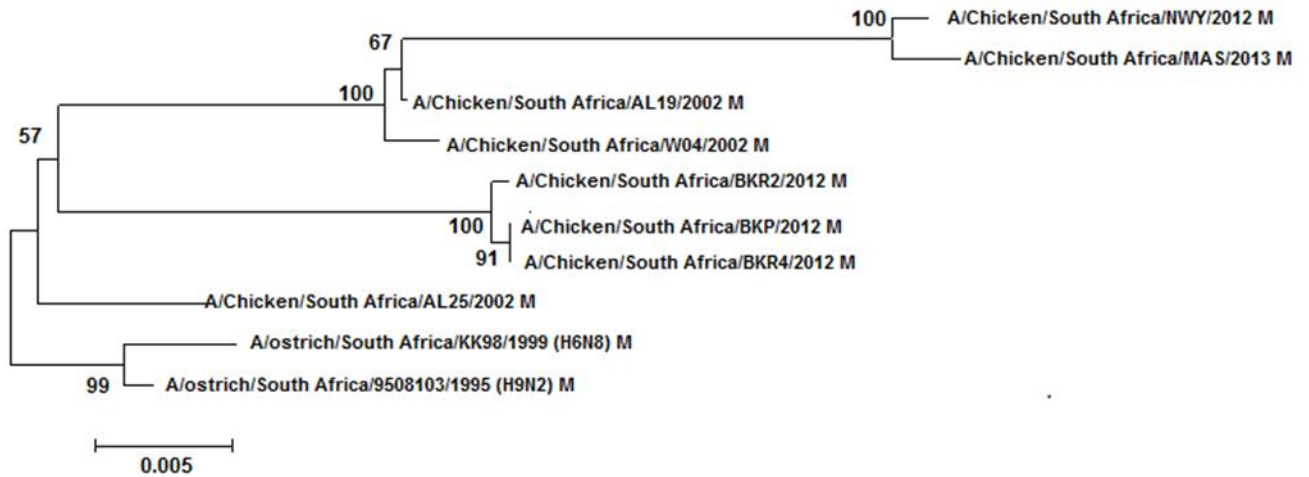 100 A/Chicken/South Africa/NWY/2012 M
67
A/Chicken/South Africa/MAS/2013 M
100 A/Chicken/South Africa/AL19/2002 M
57
A/Chicken/South Africa/W04/2002 M
A/Chicken/South Africa/BKR2/2012 M
100 A/Chicken/South Africa/BKP/2012 M
91 A/Chicken/South Africa/BKR4/2012 M
A/Chicken/South Africa/AL25/2002 M
A/ostrich/South Africa/KK98/1999 (H6N8) M
99 A/ostrich/South Africa/9508103/1995 (H9N2) M
0.005